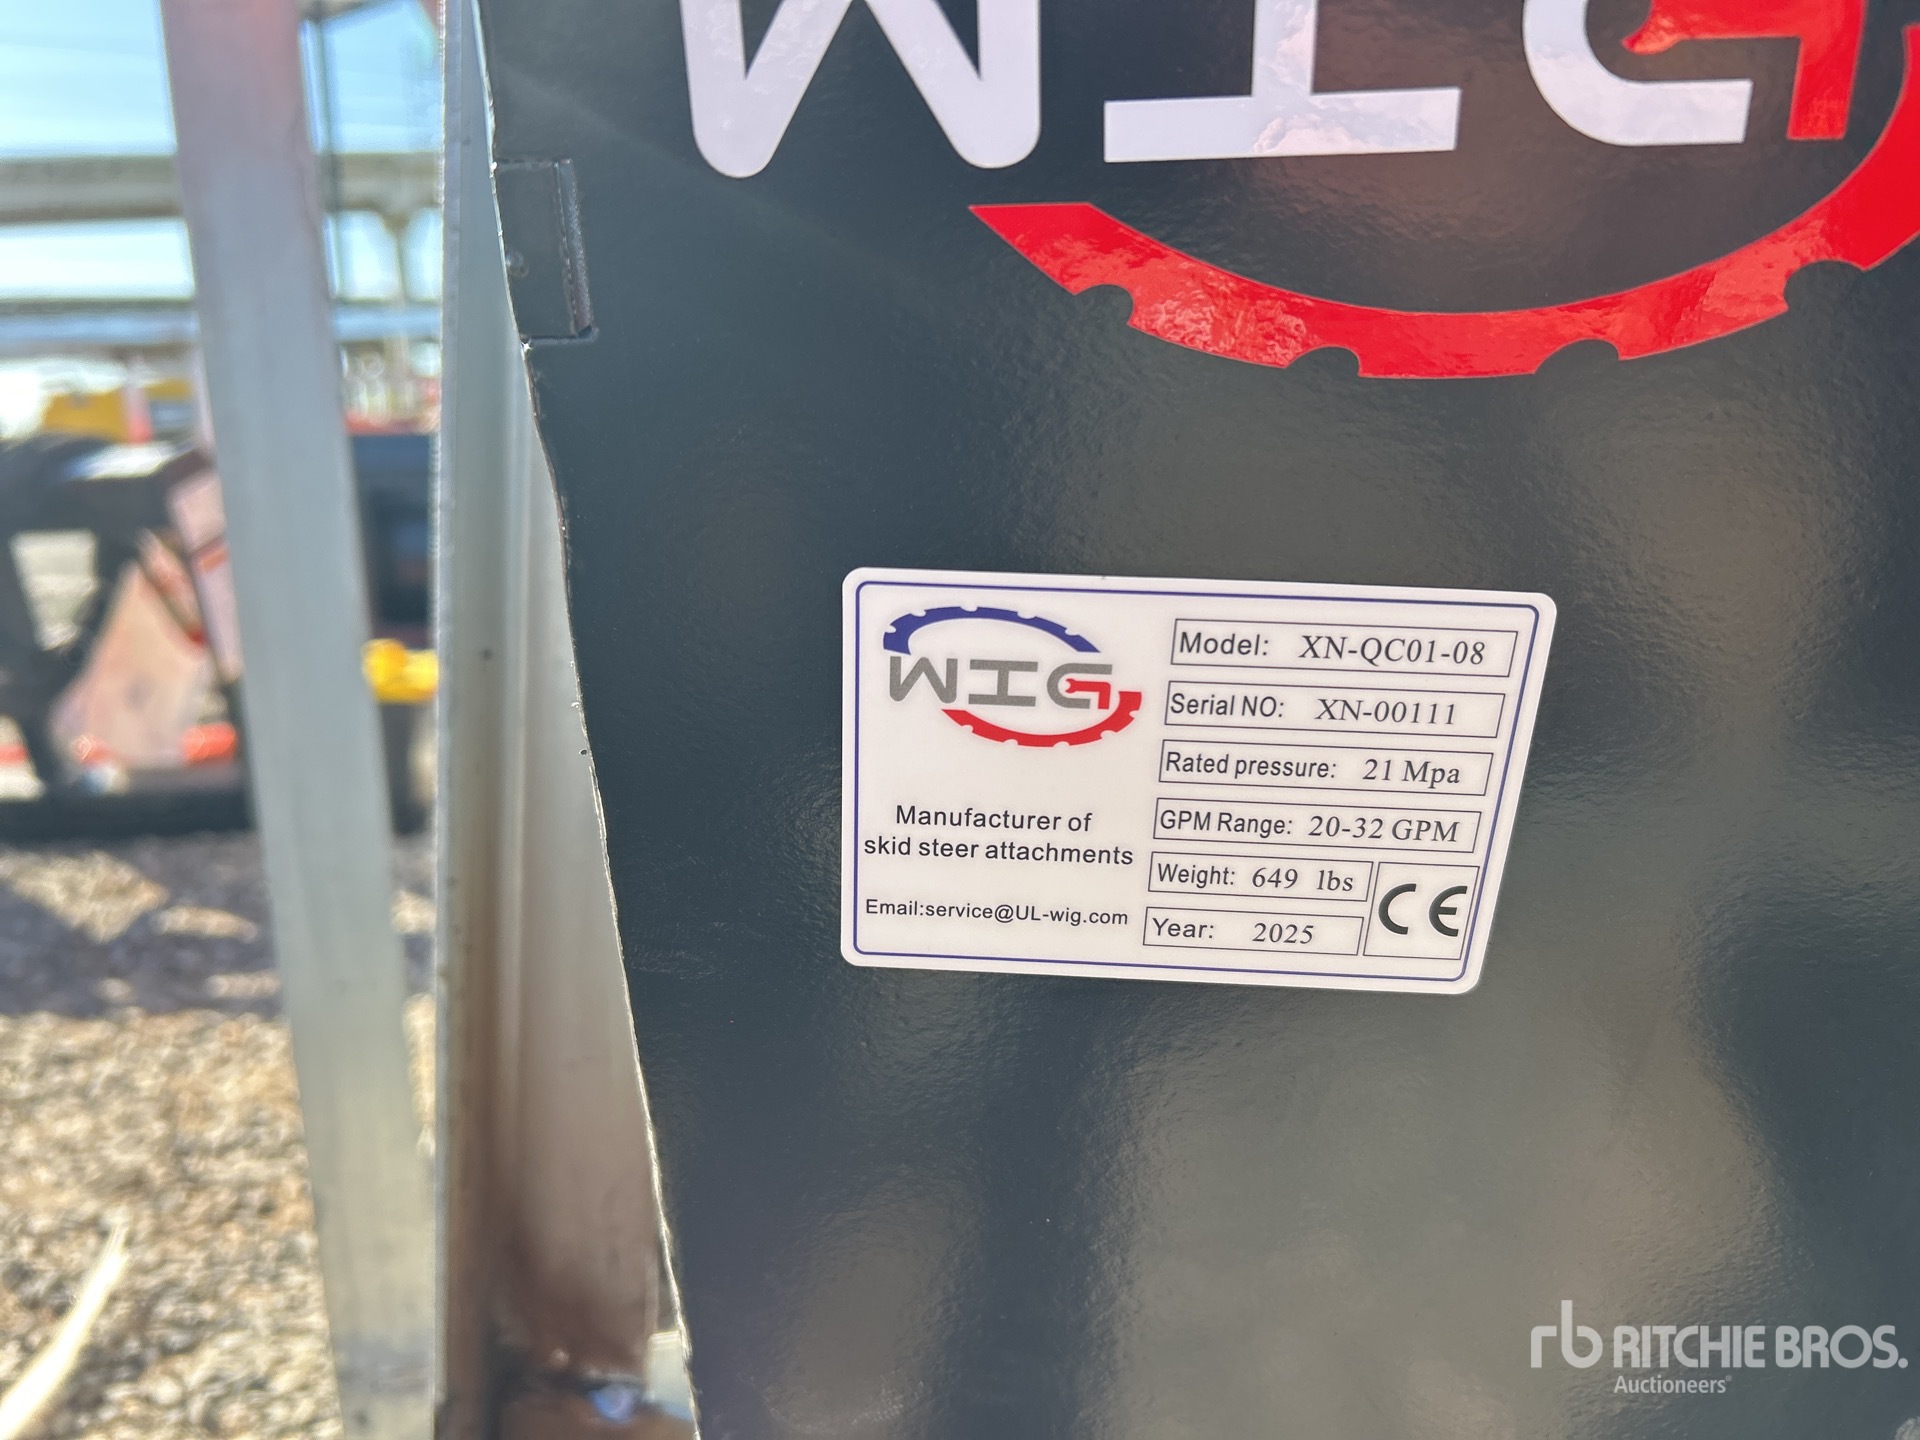 WIG
WIG
Manufacturer of
skid steer attachments
Email:service@UL-wig.com
Model: XN-QC01-08
Serial NO: XN-00111
Rated pressure: 21 Mpa
GPM Range: 20-32 GPM
Weight: 649 lbs
Year: 2025
CE
rb RITCHIE BROS.
Auctioneers